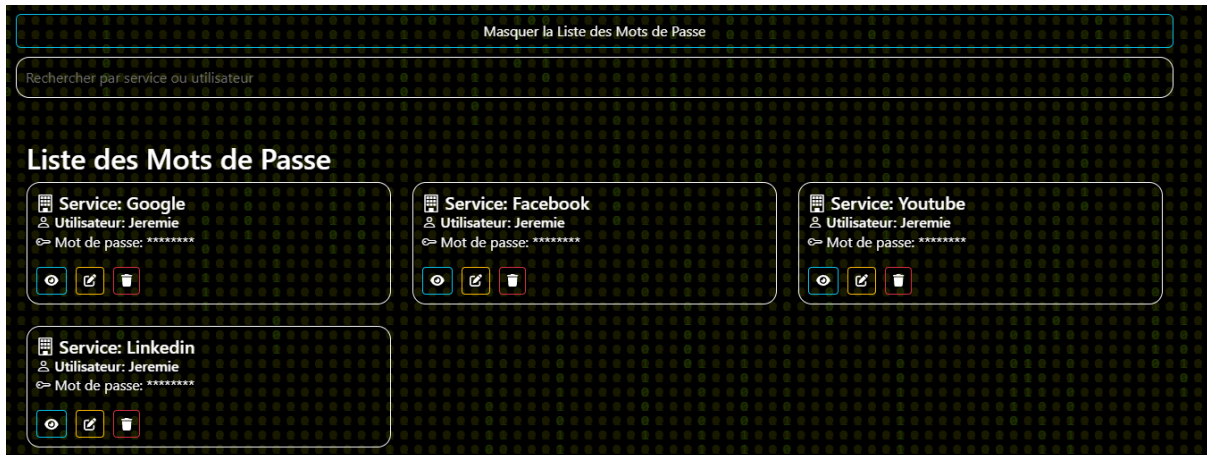 Masquer la Liste des Mots de Passe
Rechercher par service ou utilisateur
Liste des Mots de Passe
Service: Google
Utilisateur: Jeremie
Mot de passe: ********
Service: Facebook
Utilisateur: Jeremie
Mot de passe: ********
Service: Youtube
Utilisateur: Jeremie
Mot de passe: ********
Service: Linkedin
Utilisateur: Jeremie
Mot de passe: ********